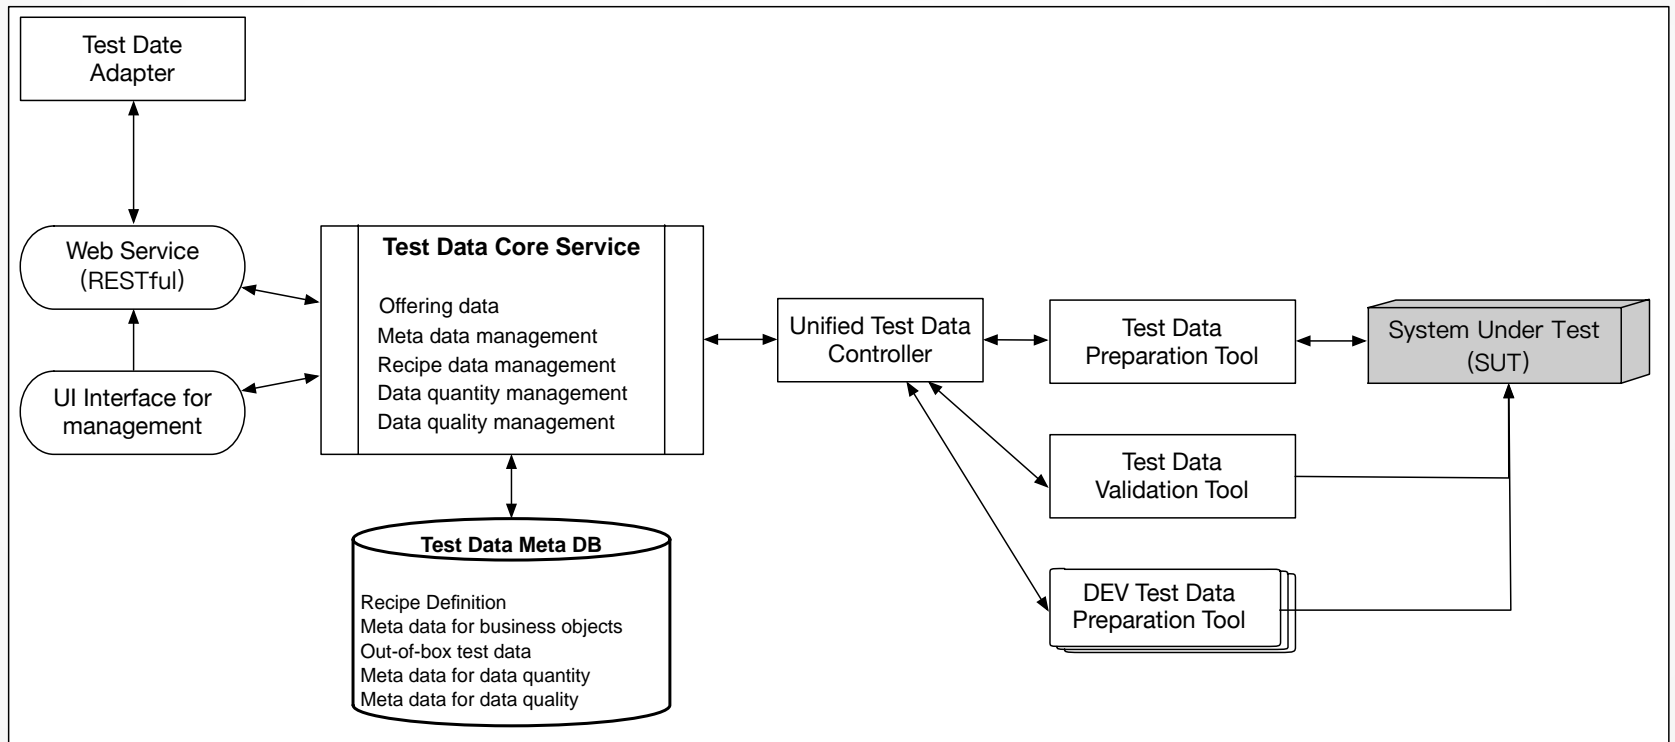 Test Date
Adapter
Web Service
(RESTful)
UI Interface for
management
Test Data Core Service
Offering data
Meta data management
Recipe data management
Data quantity management
Data quality management
Test Data Meta DB
Recipe Definition
Meta data for business objects
Out-of-box test data
Meta data for data quantity
Meta data for data quality
Unified Test Data
Controller
Test Data
Preparation Tool
System Under Test
(SUT)
Test Data
Validation Tool
DEV Test Data
Preparation Tool